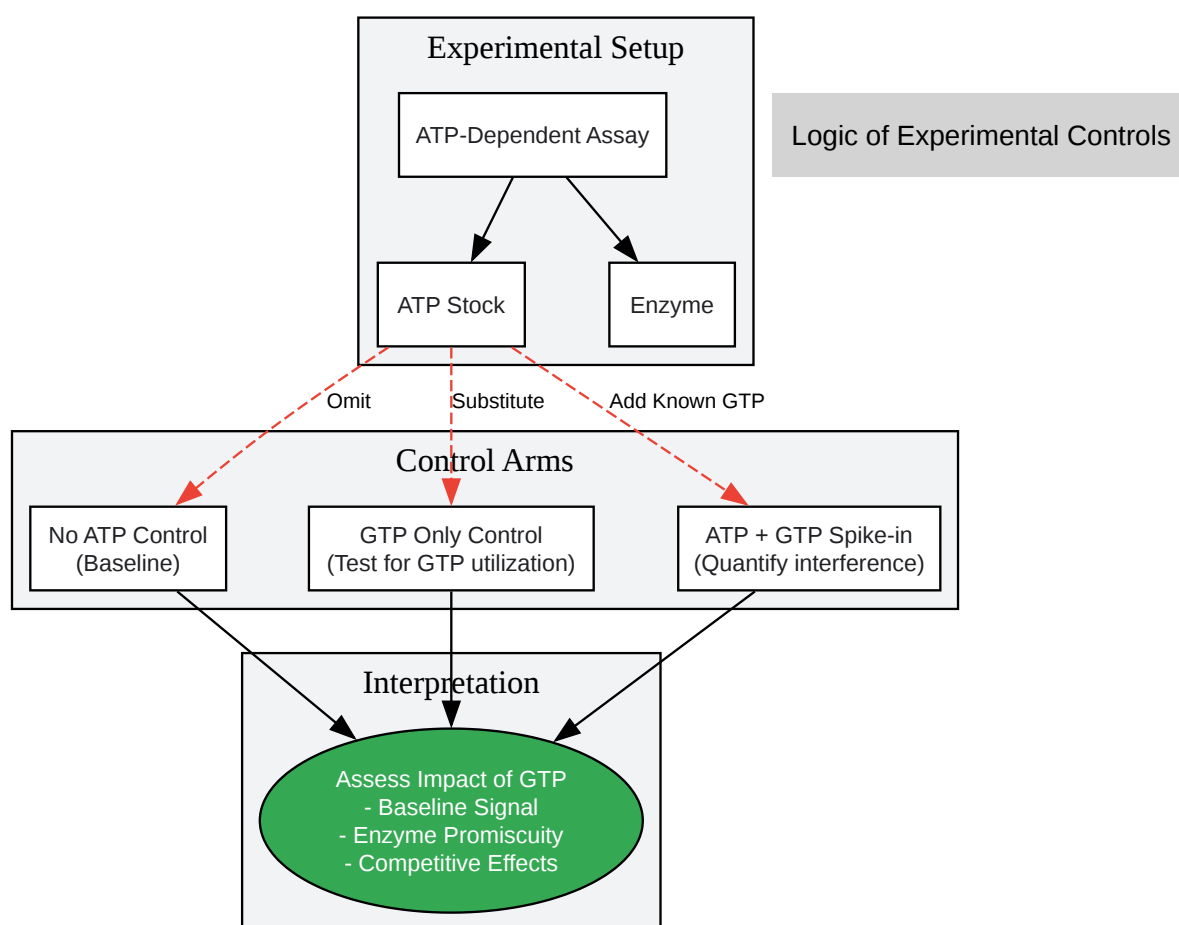 Experimental Setup
ATP-Dependent Assay
Logic of Experimental Controls
ATP Stock
Enzyme
Omit
Substitute
Add Known GTP
Control Arms
No ATP Control
(Baseline)
GTP Only Control
(Test for GTP utilization)
ATP + GTP Spike-in
(Quantify interference)
Interpretation
Assess Impact of GTP
- Baseline Signal
- Enzyme Promiscuity
- Competitive Effects